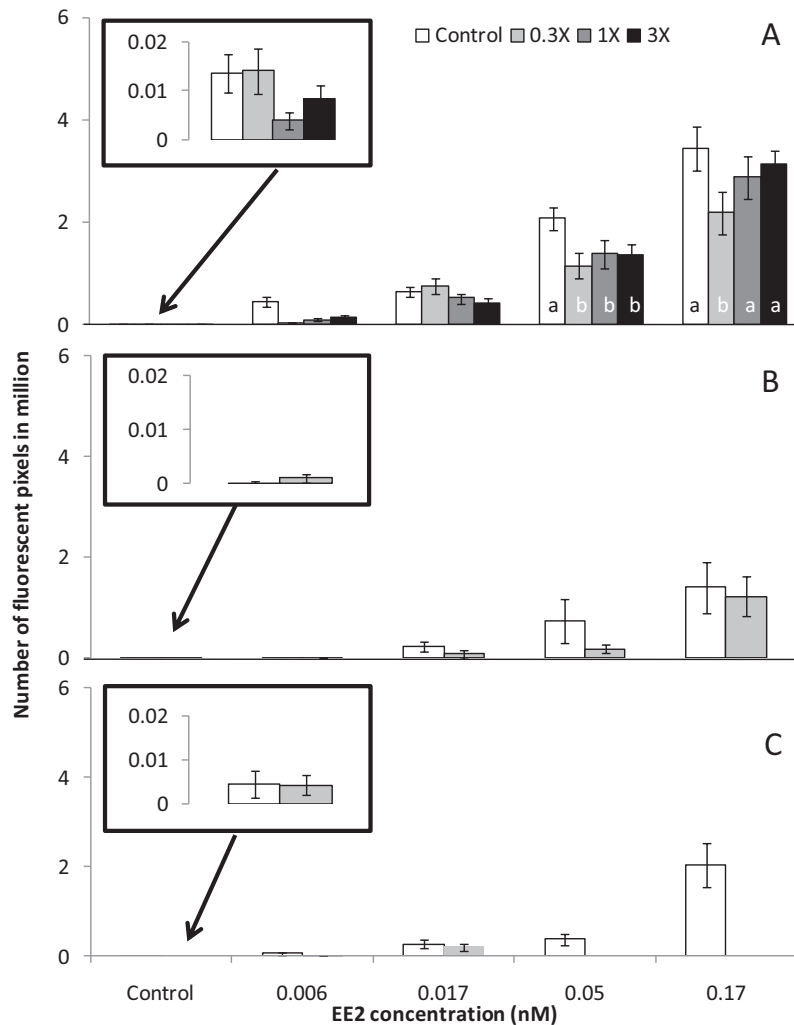 Number of fluorescent pixels in million
6
4
2
0
0.02
0.01
0
Control 0.3X 1X 3X
A
a b b b
a b a a
6
4
2
0
0.02
0.01
0
B
6
4
2
0
0.02
0.01
0
C
Control 0.006 0.017 0.05 0.17
EE2 concentration (nM)